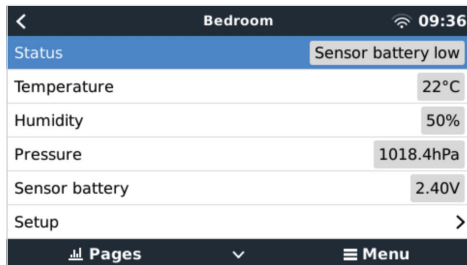 Bedroom 09:36
Status Sensor battery low
Temperature 22°C
Humidity 50%
Pressure 1018.4hPa
Sensor battery 2.40V
Setup
Pages Menu